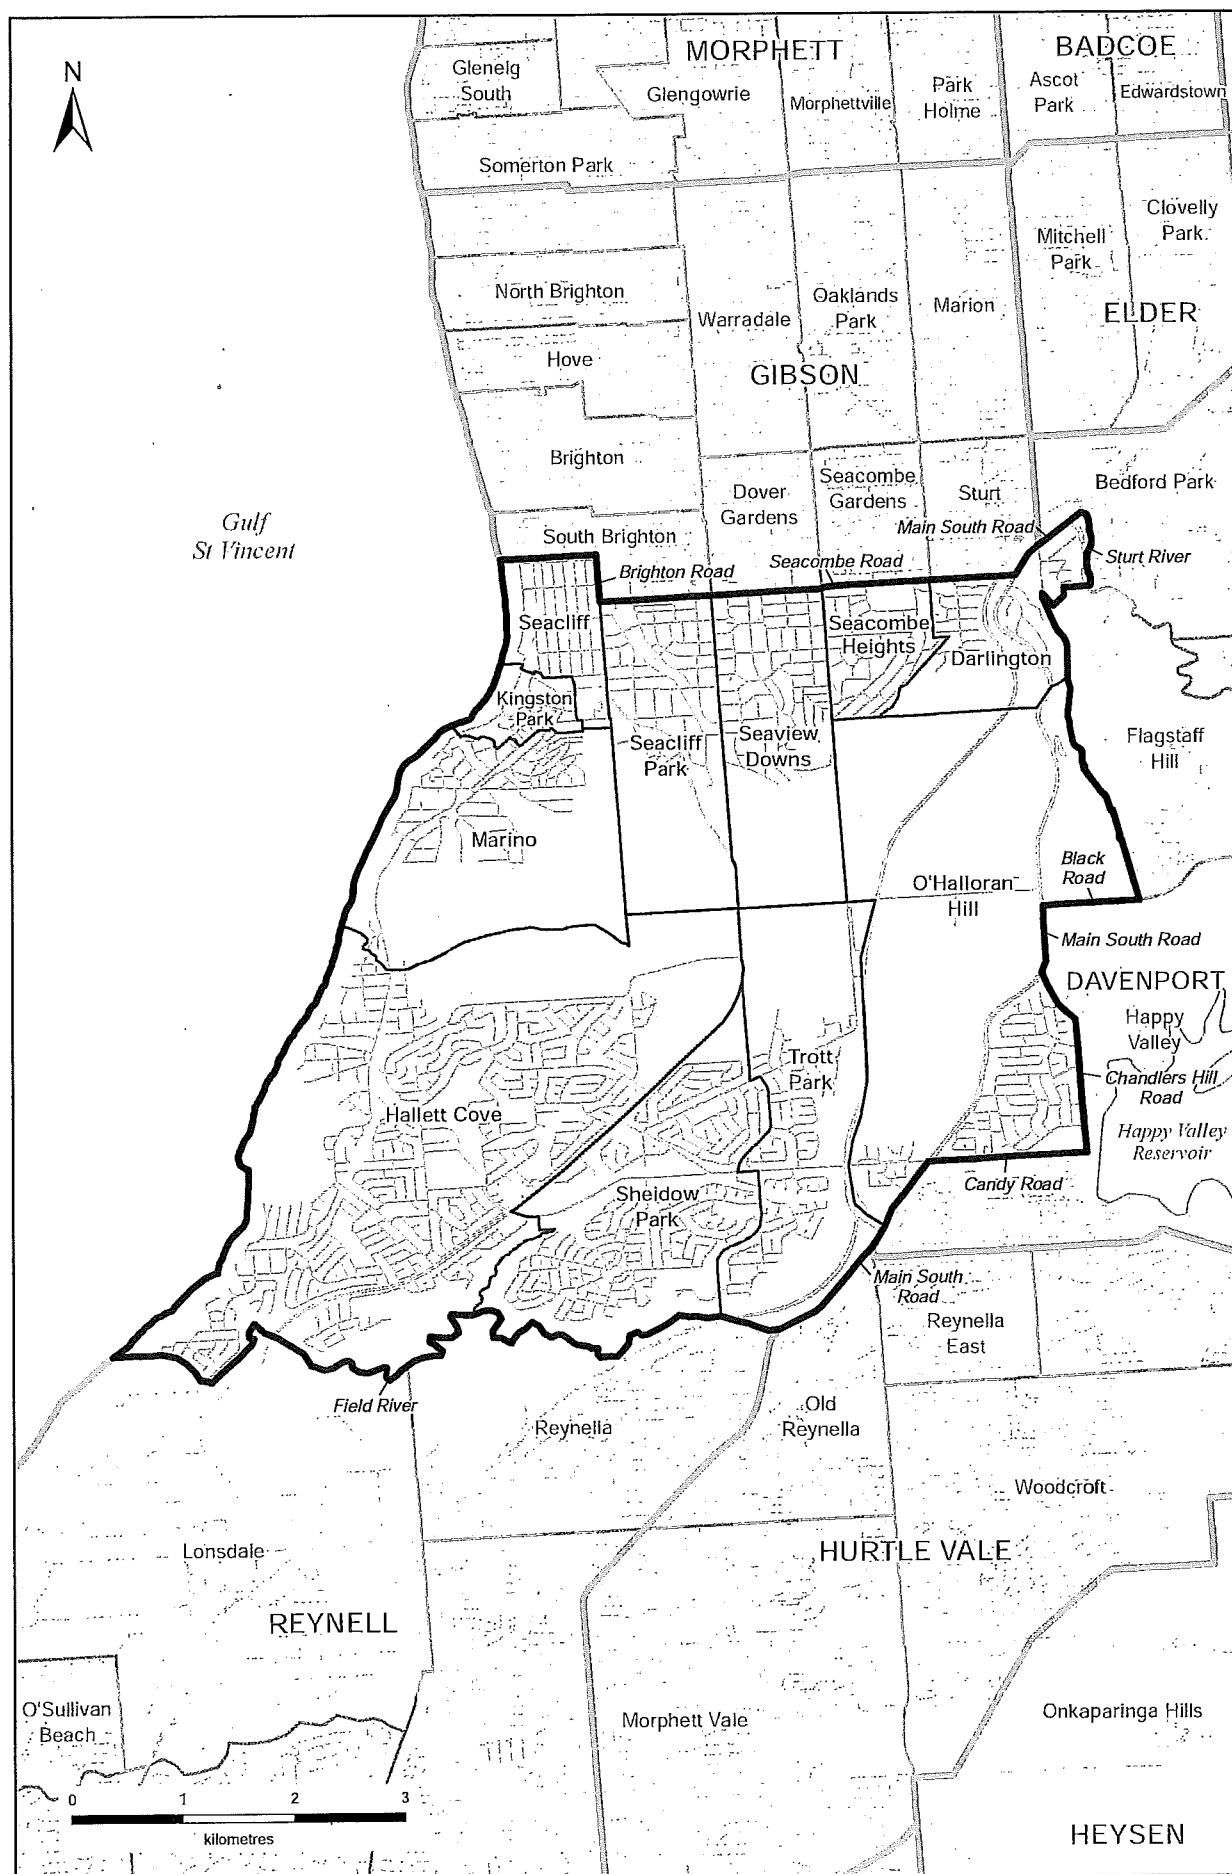 N
MORPHETT
BADCOE
Glenelg
South
Glengowrie
Morphettville
Park
Holme
Ascot
Park
Edwardstown
Somerton Park
Clovelly
Park
Mitchell
Park
North Brighton
Warradale
Oaklands
Park
Marion
ELDER
Hove
GIBSON
Brighton
Dover
Gardens
Seacombe
Gardens
Sturt
Bedford Park
Gulf
St Vincent
South Brighton
Main South Road
Brighton Road
Seacombe Road
Sturt River
Seacliff
Seacombe
Heights
Darlington
Kingston
Park
Seacliff
Park
Seaview
Downs
Flagstaff
Hill
Marino
Black
Road
O'Halloran
Hill
Main South Road
DAVENPORT
Happy
Valley
Trott
Park
Chandlers Hill
Road
Hallett Cove
Happy Valley
Reservoir
Candy Road
Sheidow
Park
Main South
Road
Reynella
East
Field River
Reynella
Old
Reynella
Woodcroft
Lonsdale
HURTLE VALE
REYNELL
O'Sullivan
Beach
Morphett Vale
Onkaparinga Hills
0 1 2 3
kilometres
HEYSEN